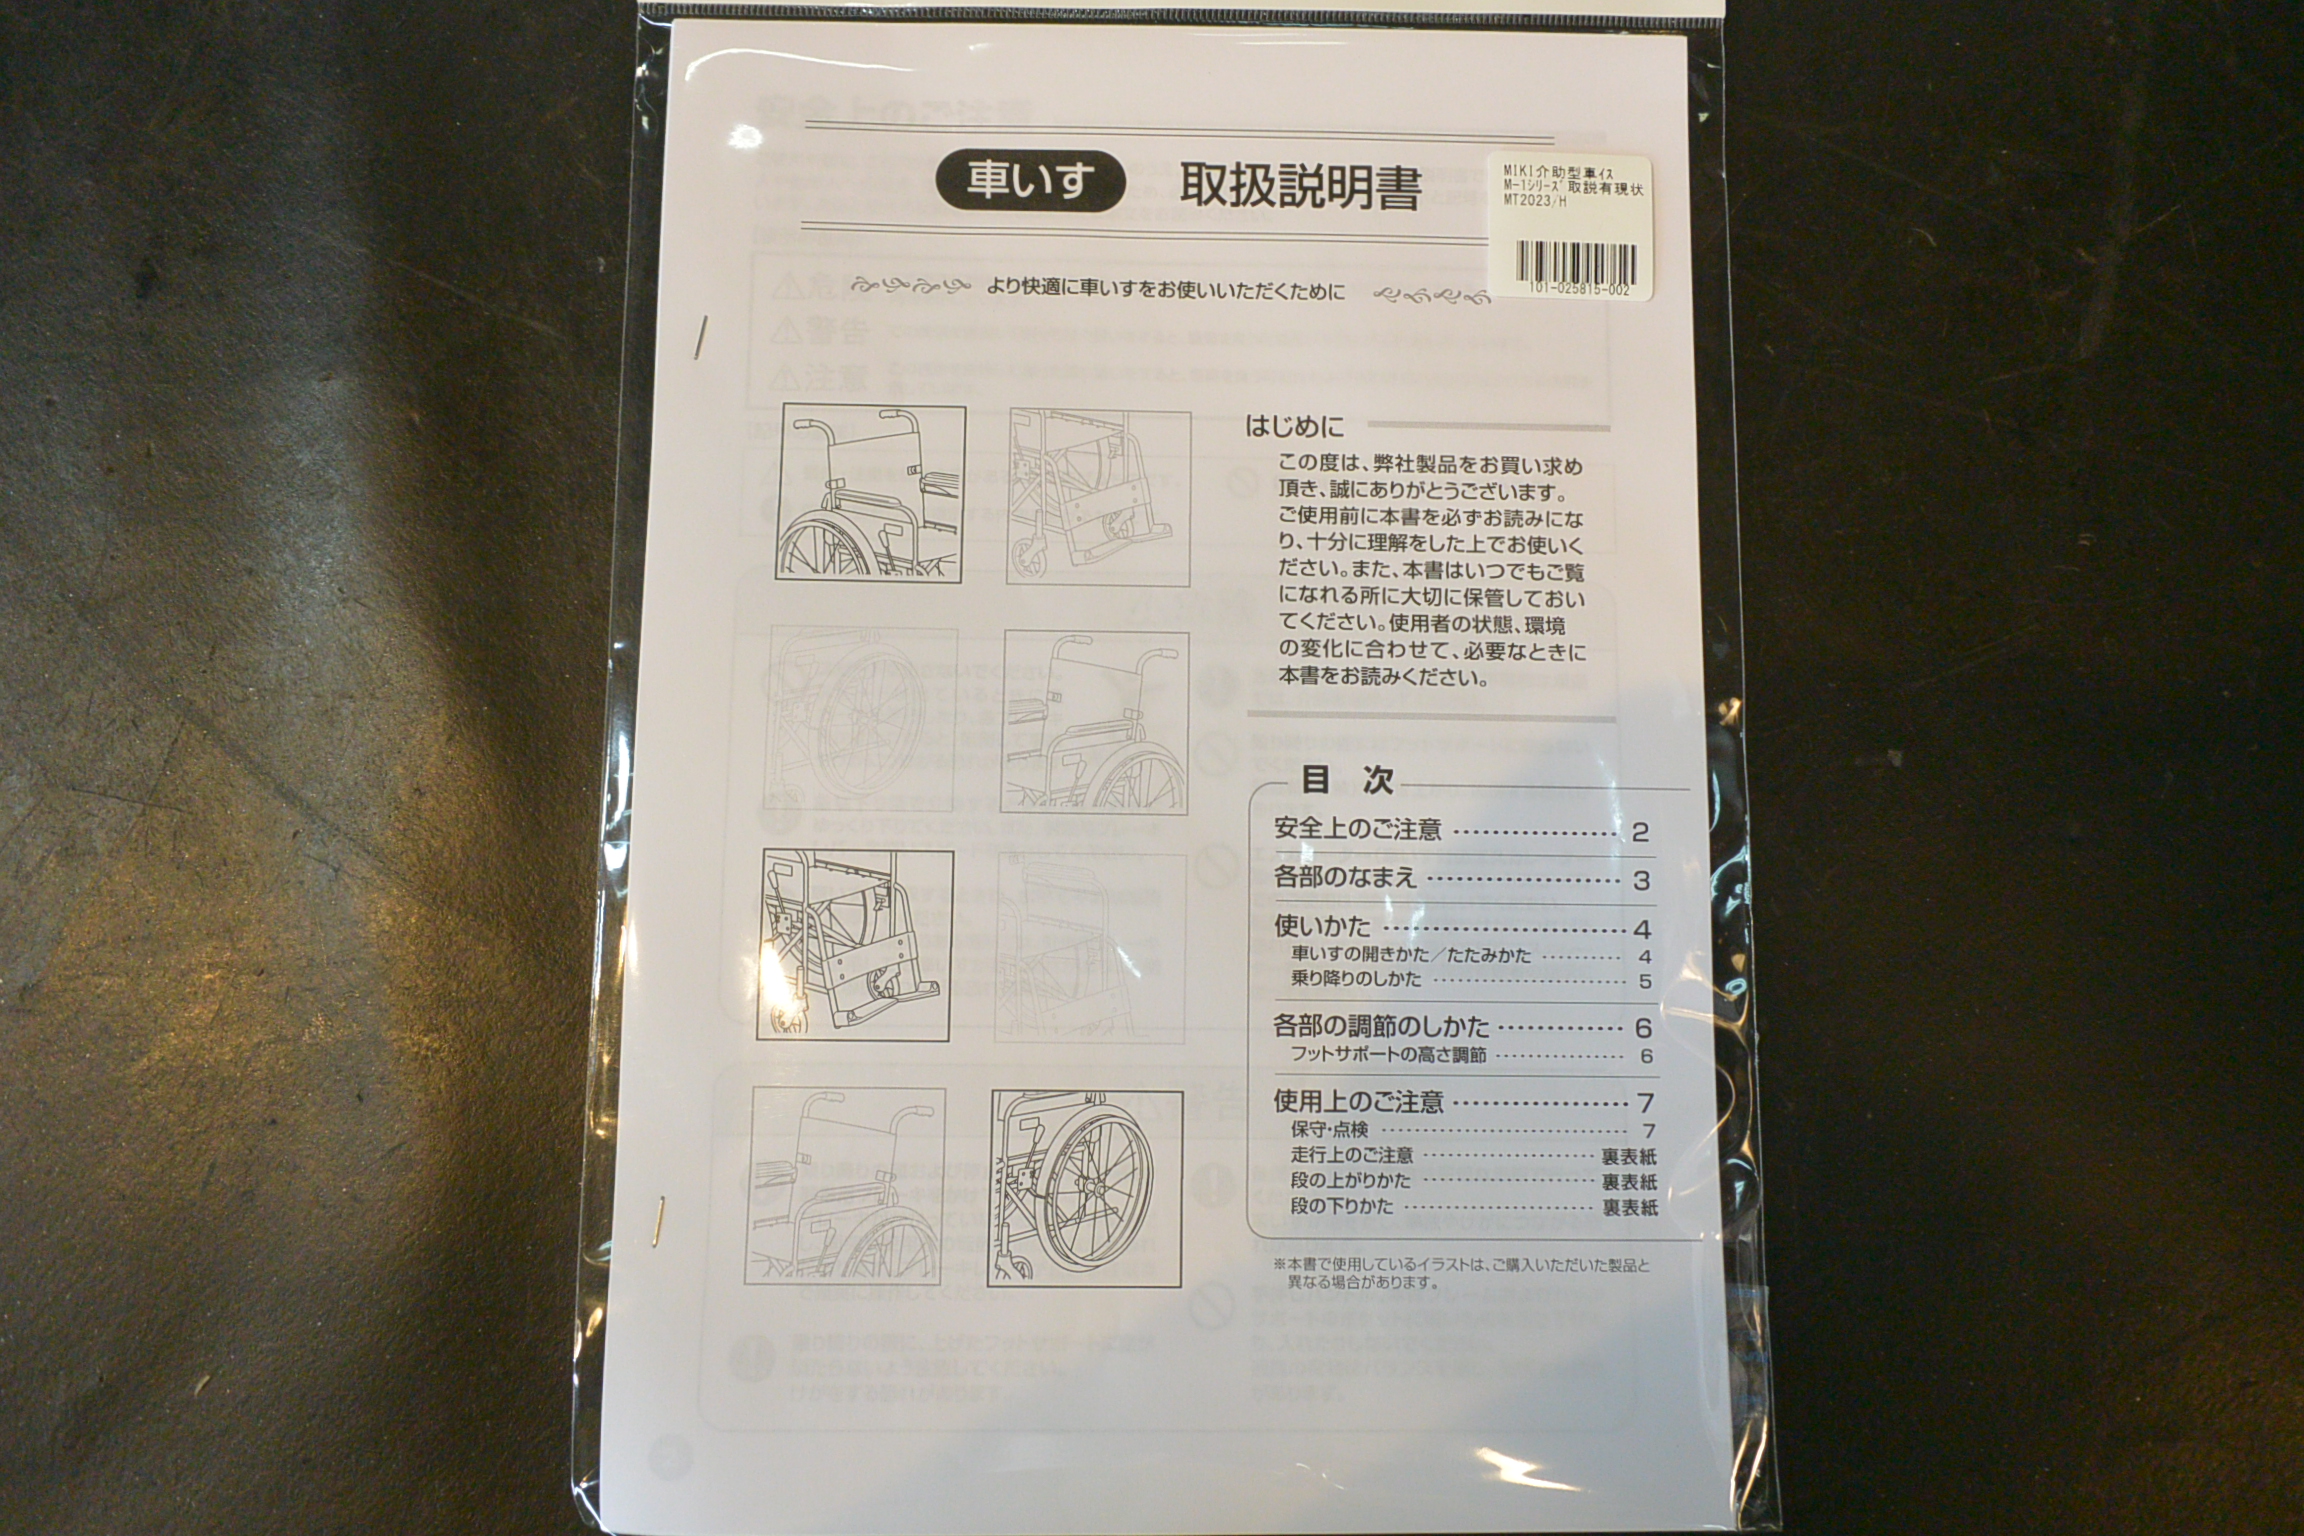 車いす 取扱説明書
MIKI介助型車イス
M-1シリーズ 取説有現状
MT2023/H
101-025815-002
より快適に車いすをお使いいただくために
はじめに
この度は、弊社製品をお買い求め
頂き、誠にありがとうございます。
ご使用前に本書を必ずお読みにな
り、十分に理解をした上でお使いく
ださい。また、本書はいつでもご覧
になれる所に大切に保管しておい
てください。使用者の状態、環境
の変化に合わせて、必要なときに
本書をお読みください。
目 次
安全上のご注意 ・・・・・・・・・・・・・・・・・ 2
各部のなまえ ・・・・・・・・・・・・・・・・・・・・ 3
使いかた ・・・・・・・・・・・・・・・・・・・・・・・・ 4
車いすの開きかた／たたみかた ・・・・・・・・・・ 4
乗り降りのしかた ・・・・・・・・・・・・・・・・・・・・・・・ 5
各部の調節のしかた ・・・・・・・・・・・・・ 6
フットサポートの高さ調節 ・・・・・・・・・・・・・・・ 6
使用上のご注意 ・・・・・・・・・・・・・・・・・・ 7
保守・点検 ・・・・・・・・・・・・・・・・・・・・・・・・・・・・・ 7
走行上のご注意 ・・・・・・・・・・・・・・・・・・・・ 裏表紙
段の上がりかた ・・・・・・・・・・・・・・・・・・・・ 裏表紙
段の下りかた ・・・・・・・・・・・・・・・・・・・・・・ 裏表紙
※本書で使用しているイラストは、ご購入いただいた製品と
異なる場合があります。